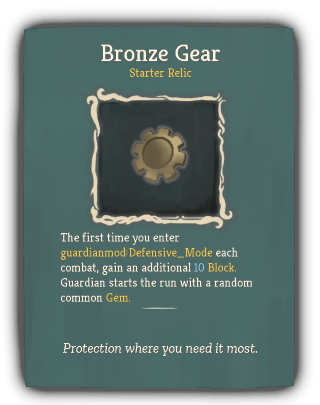 Bronze Gear
Starter Relic
The first time you enter
guardianmod:Defensive_Mode each
combat, gain an additional 10 Block.
Guardian starts the run with a random
common Gem.
Protection where you need it most.